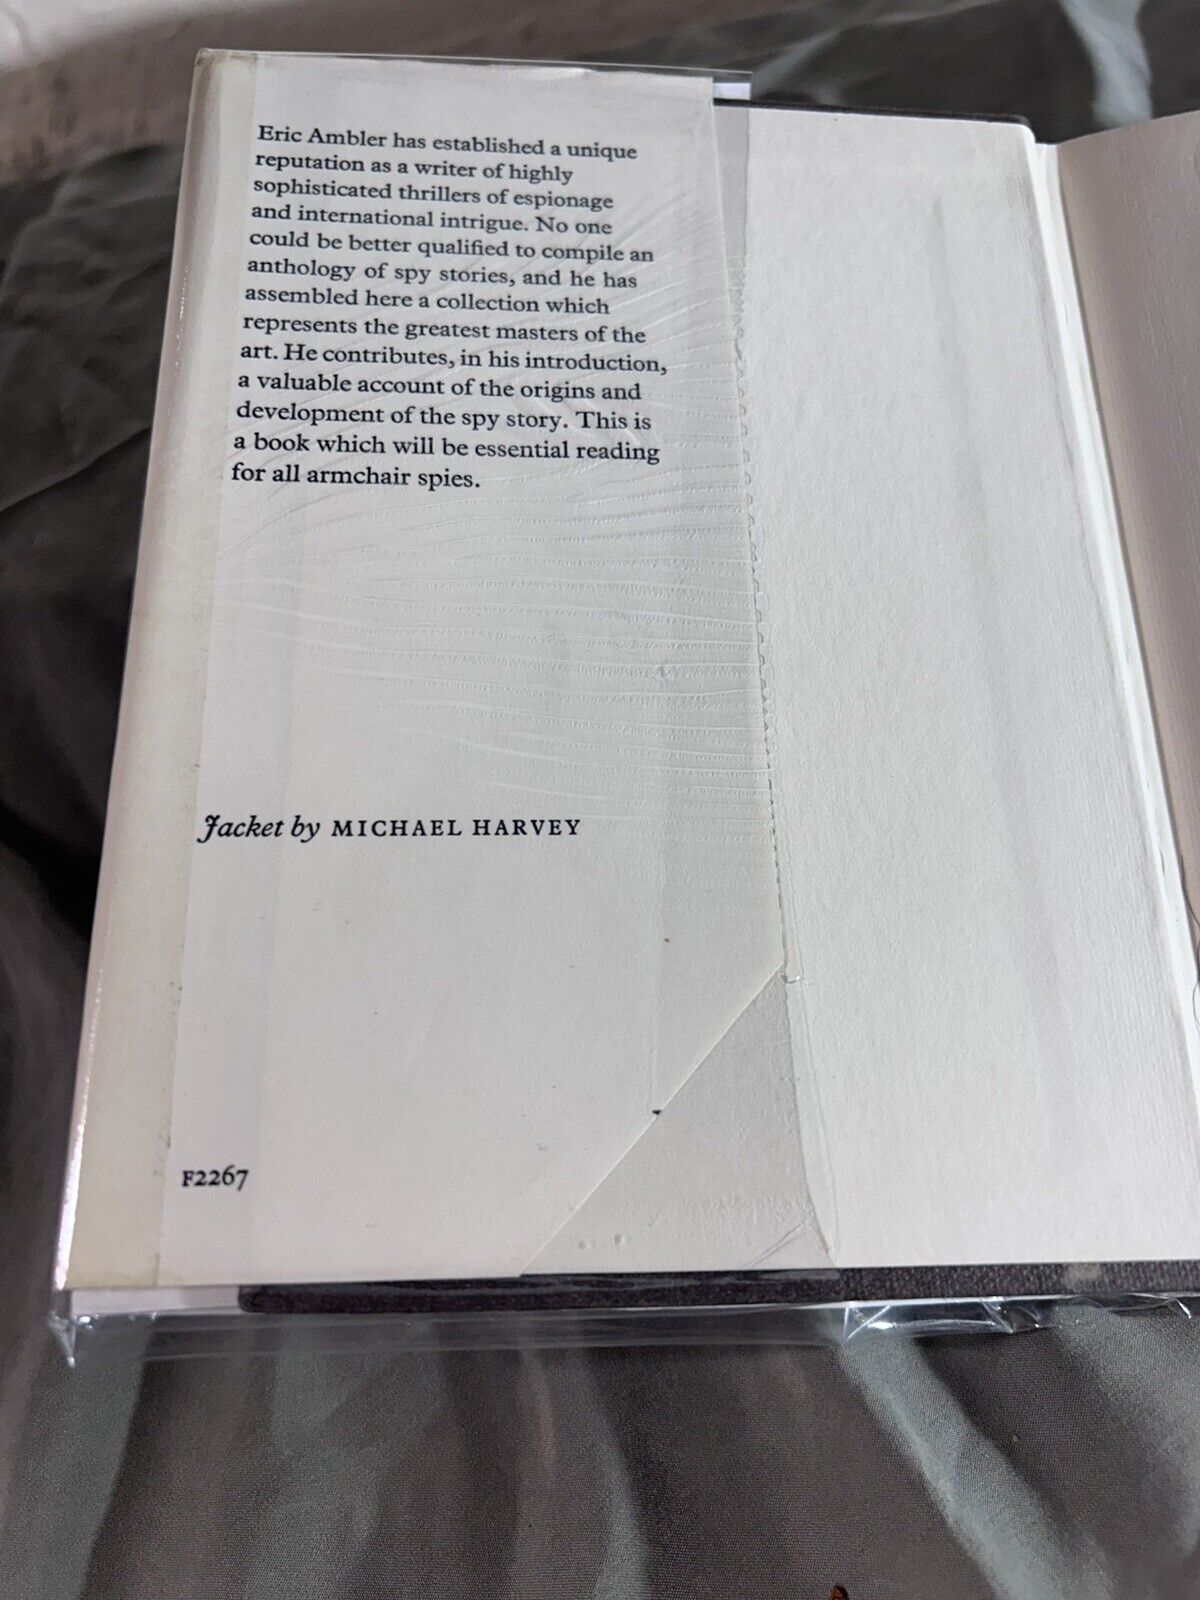 Eric Ambler has established a unique
reputation as a writer of highly
sophisticated thrillers of espionage
and international intrigue. No one
could be better qualified to compile an
anthology of spy stories, and he has
assembled here a collection which
represents the greatest masters of the
art. He contributes, in his introduction,
a valuable account of the origins and
development of the spy story. This is
a book which will be essential reading
for all armchair spies.
Jacket by MICHAEL HARVEY
F2267